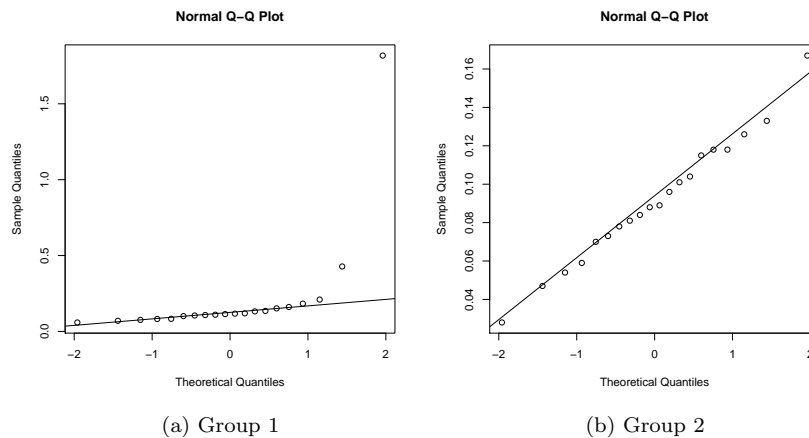 Normal Q−Q Plot
Sample Quantiles
1.5
1.0
0.5
0.0
−2
−1
0
1
2
Theoretical Quantiles
(a) Group 1
Normal Q−Q Plot
Sample Quantiles
0.16
0.14
0.12
0.10
0.08
0.06
0.04
−2
−1
0
1
2
Theoretical Quantiles
(b) Group 2